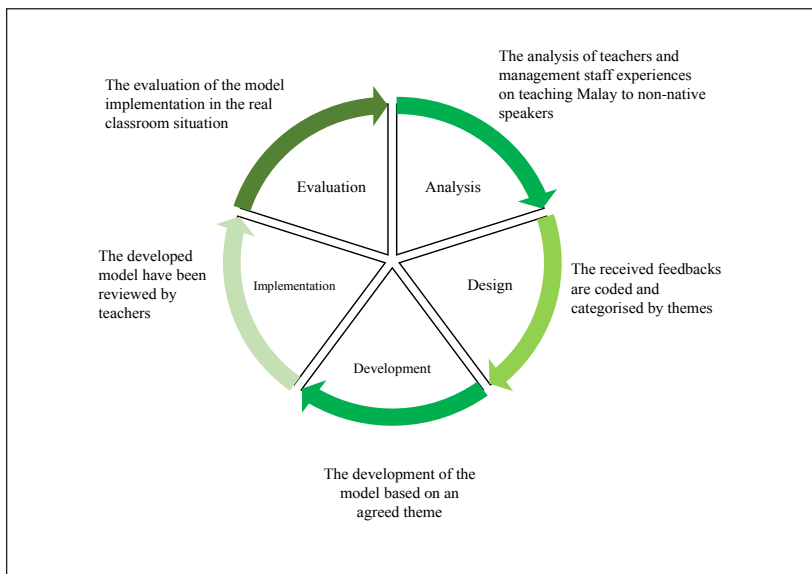 The analysis of teachers and
management staff experiences
on teaching Malay to non-native
speakers
The evaluation of the model
implementation in the real
classroom situation
Evaluation
Analysis
The developed
model have been
reviewed by
teachers
Implementation
Design
The received feedbacks
are coded and
categorised by themes
Development
The development of the
model based on an
agreed theme